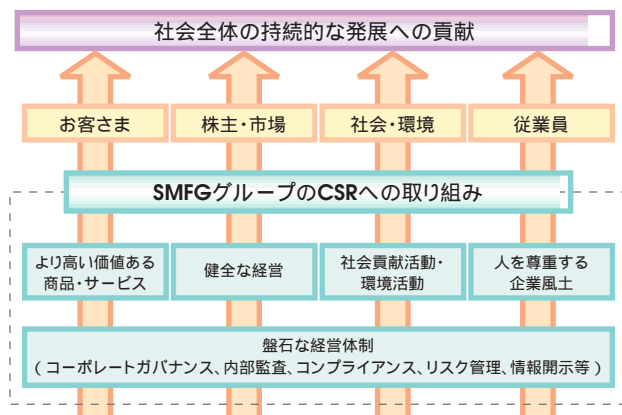 社会全体の持続的な発展への貢献
お客さま
株主・市場
社会・環境
従業員
SMFGグループのCSRへの取り組み
より高い価値ある
商品・サービス
健全な経営
社会貢献活動・
環境活動
人を尊重する
企業風土
盤石な経営体制
（コーポレートガバナンス、内部監査、コンプライアンス、リスク管理、情報開示等）